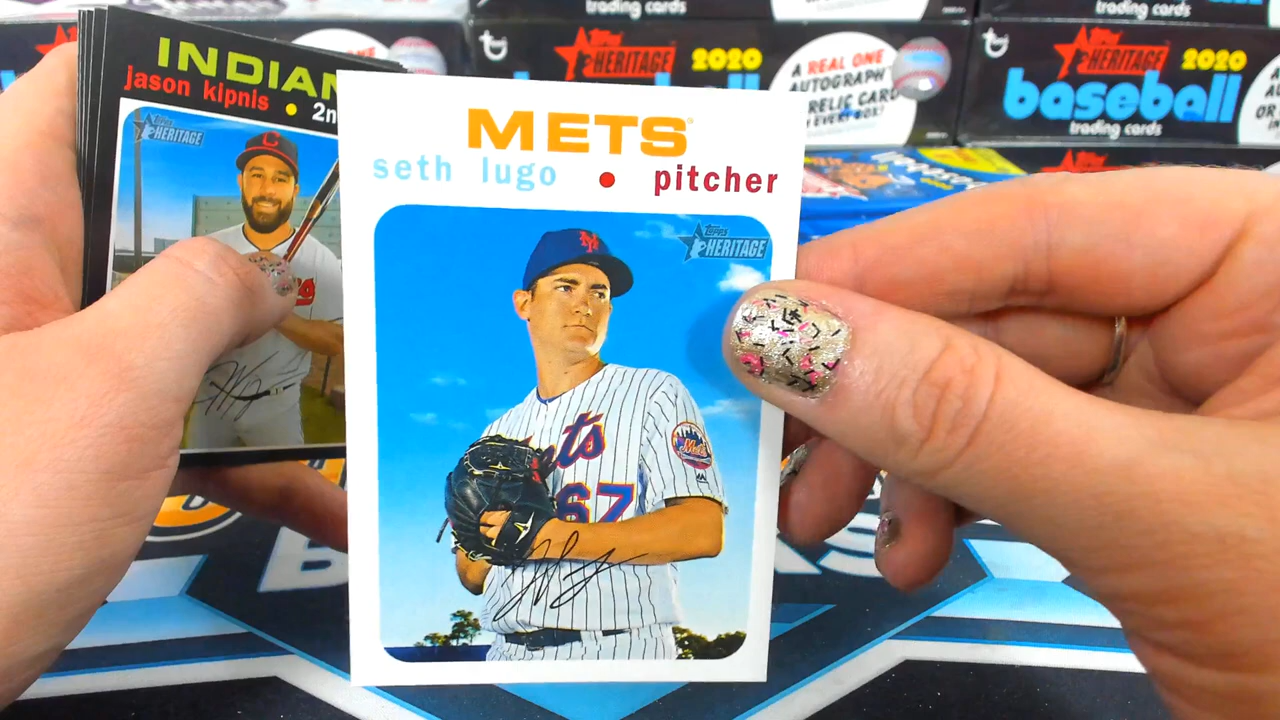 trading cards
trading cards
Topps
HERITAGE
2020
A REAL ONE
AUTOGRAPH
RELIC CARD
Topps
HERITAGE
2020
baseball
trading cards
INDIAN
jason kipnis • 2n
Topps
HERITAGE
METS
seth lugo • pitcher
Topps
HERITAGE
Mets
67